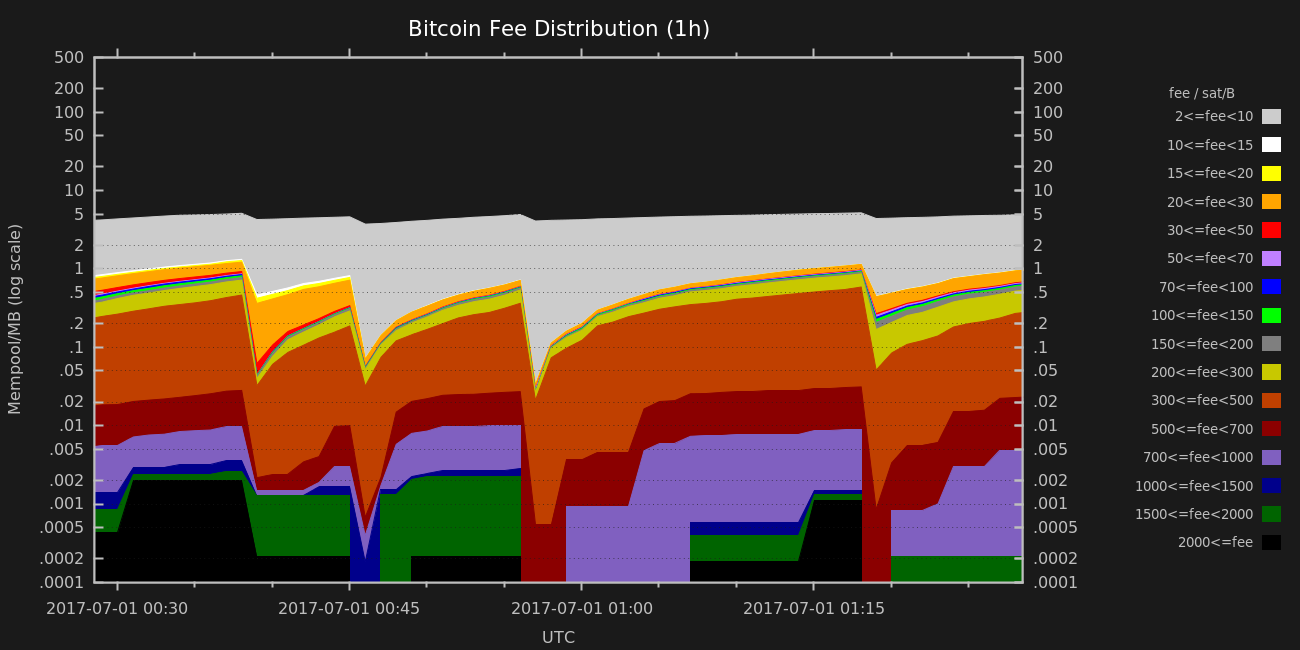 Bitcoin Fee Distribution (1h)
Mempool/MB (log scale)
500
200
100
50
20
10
5
2
1
.5
.2
.1
.05
.02
.01
.005
.002
.001
.0005
.0002
.0001
500
200
100
50
20
10
5
2
1
.5
.2
.1
.05
.02
.01
.005
.002
.001
.0005
.0002
.0001
2017-07-01 00:30 2017-07-01 00:45 2017-07-01 01:00 2017-07-01 01:15
UTC
fee / sat/B
2<=fee<10
10<=fee<15
15<=fee<20
20<=fee<30
30<=fee<50
50<=fee<70
70<=fee<100
100<=fee<150
150<=fee<200
200<=fee<300
300<=fee<500
500<=fee<700
700<=fee<1000
1000<=fee<1500
1500<=fee<2000
2000<=fee